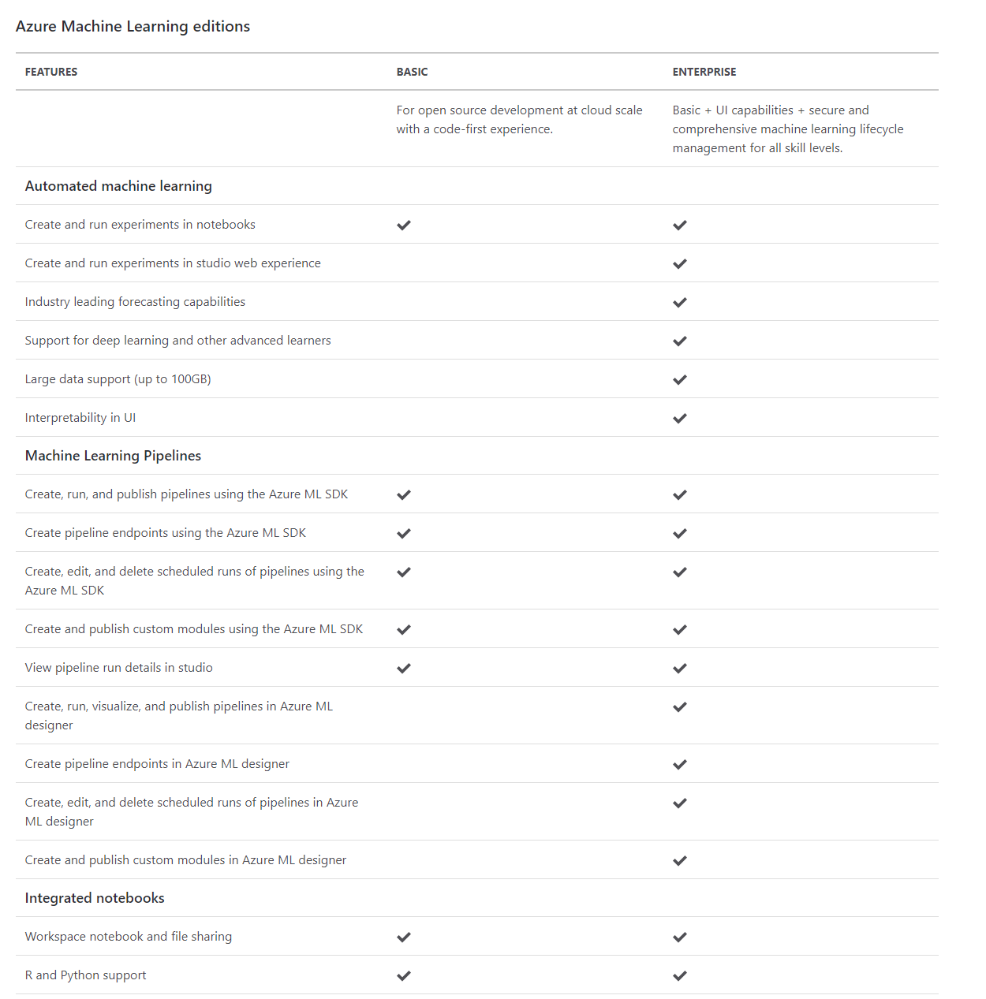 Azure Machine Learning editions
FEATURES BASIC ENTERPRISE
For open source development at cloud scale
with a code-first experience.
Basic + UI capabilities + secure and
comprehensive machine learning lifecycle
management for all skill levels.
Automated machine learning
Create and run experiments in notebooks ✔ ✔
Create and run experiments in studio web experience ✔
Industry leading forecasting capabilities ✔
Support for deep learning and other advanced learners ✔
Large data support (up to 100GB) ✔
Interpretability in UI ✔
Machine Learning Pipelines
Create, run, and publish pipelines using the Azure ML SDK ✔ ✔
Create pipeline endpoints using the Azure ML SDK ✔ ✔
Create, edit, and delete scheduled runs of pipelines using the ✔ ✔
Azure ML SDK
Create and publish custom modules using the Azure ML SDK ✔ ✔
View pipeline run details in studio ✔ ✔
Create, run, visualize, and publish pipelines in Azure ML ✔
designer
Create pipeline endpoints in Azure ML designer ✔
Create, edit, and delete scheduled runs of pipelines in Azure ✔
ML designer
Create and publish custom modules in Azure ML designer ✔
Integrated notebooks
Workspace notebook and file sharing ✔ ✔
R and Python support ✔ ✔